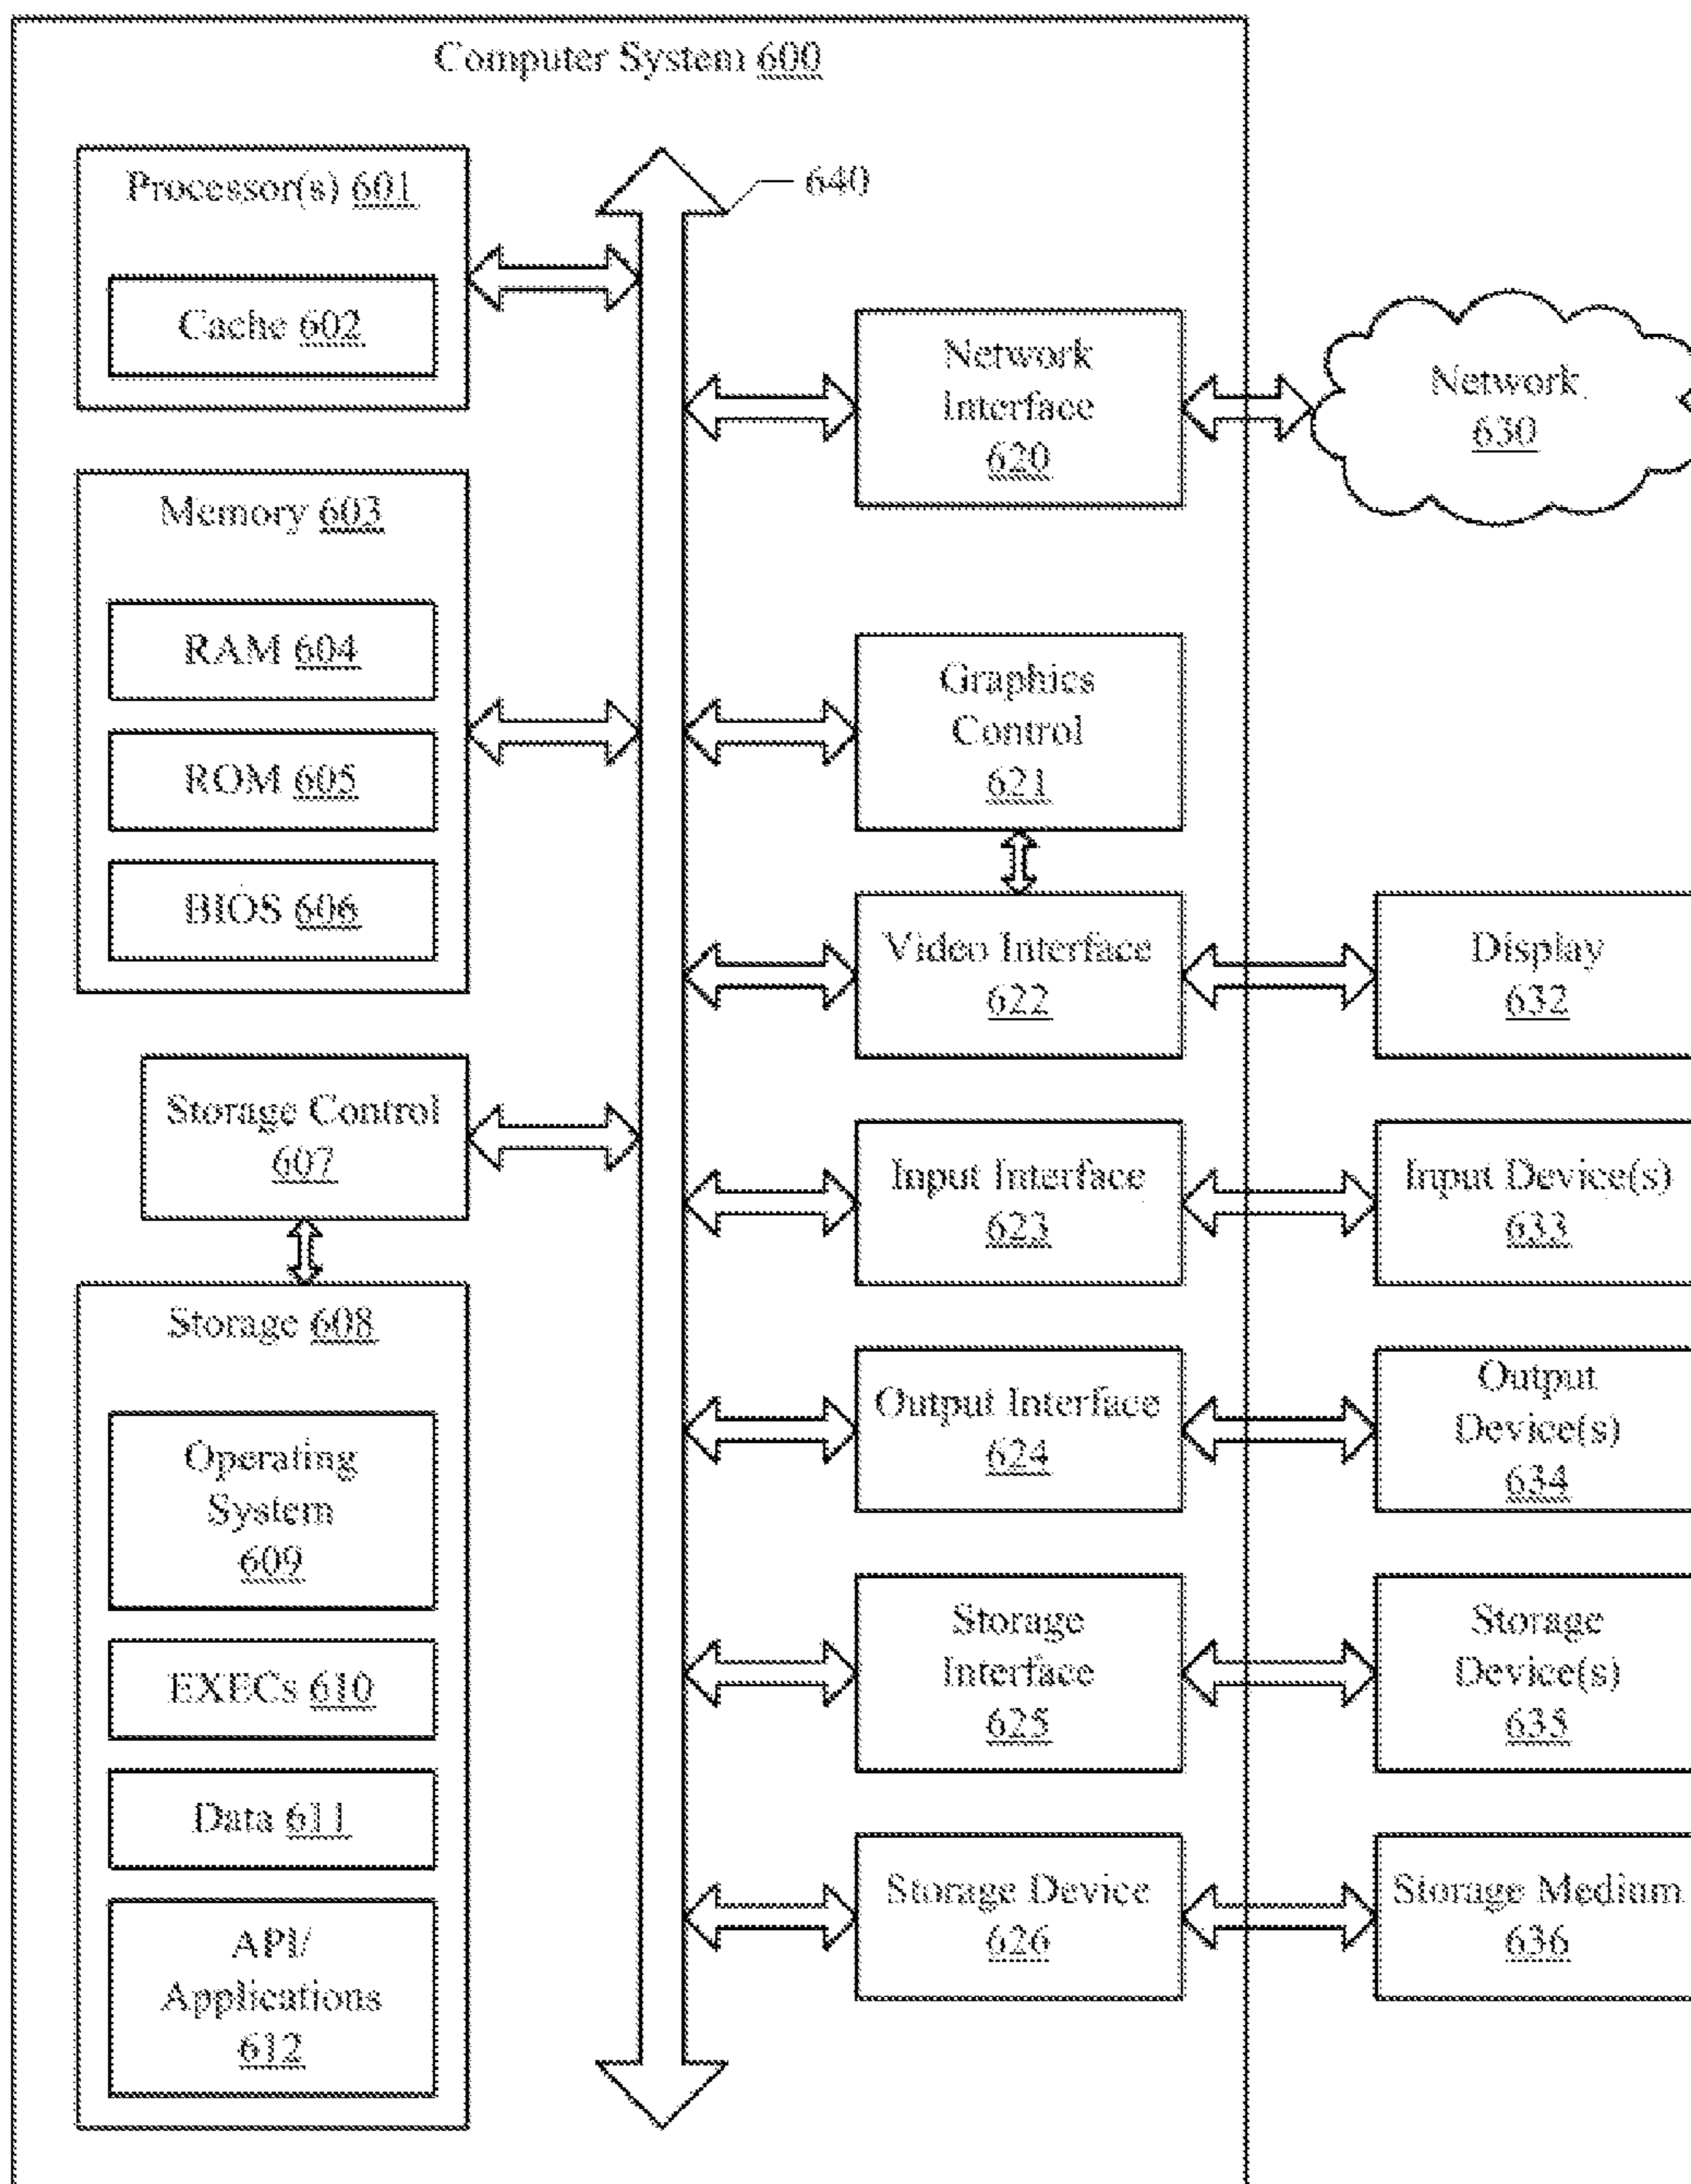 Computer System 600
Processor(s) 601
Cache 602
Memory 603
RAM 604
ROM 605
BIOS 606
Storage Control
607
Storage 608
Operating
System
609
EXECs 610
Data 611
API/
Applications
612
640
Network
Interface
620
Graphics
Control
621
Video Interface
622
Input Interface
623
Output Interface
624
Storage
Interface
625
Storage Device
626
Network
630
Display
632
Input Device(s)
633
Output
Device(s)
634
Storage
Device(s)
635
Storage Medium
636